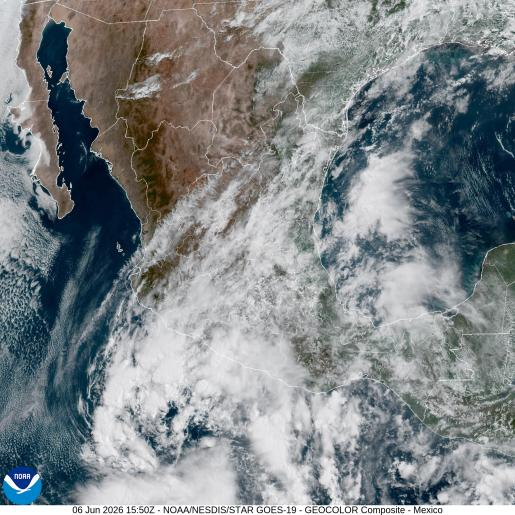 NOAA
06 Jun 2026 15:50Z - NOAA/NESDIS/STAR GOES-19 - GEOCOLOR Composite - Mexico